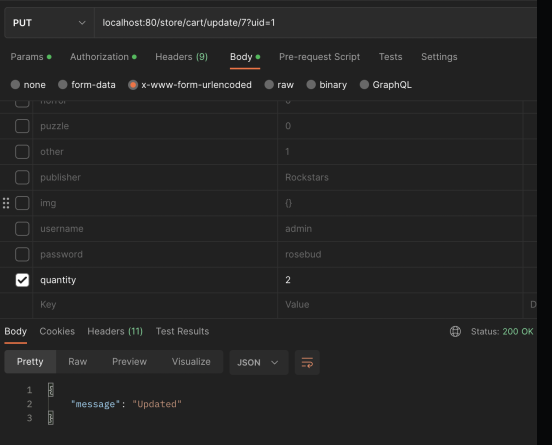 PUT localhost:80/store/cart/update/7?uid=1
Params Authorization Headers (9) Body Pre-request Script Tests Settings
none form-data x-www-form-urlencoded raw binary GraphQL
puzzle 0
other 1
publisher Rockstars
img {}
username admin
password rosebud
quantity 2
Key Value D
Body Cookies Headers (11) Test Results Status: 200 OK
Pretty Raw Preview Visualize JSON
1 {
2 "message": "Updated"
3 }